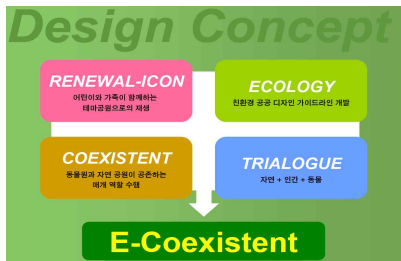 Design Concept
RENEWAL-ICON
어린이와 가족이 함께하는
테마공원으로의 재생
ECOLOGY
친환경 공공 디자인 가이드라인 개발
COEXISTENT
동물원과 자연 공원이 공존하는
매개 역할 수행
TRIALOGUE
자연 + 인간 + 동물
E-Coexistent